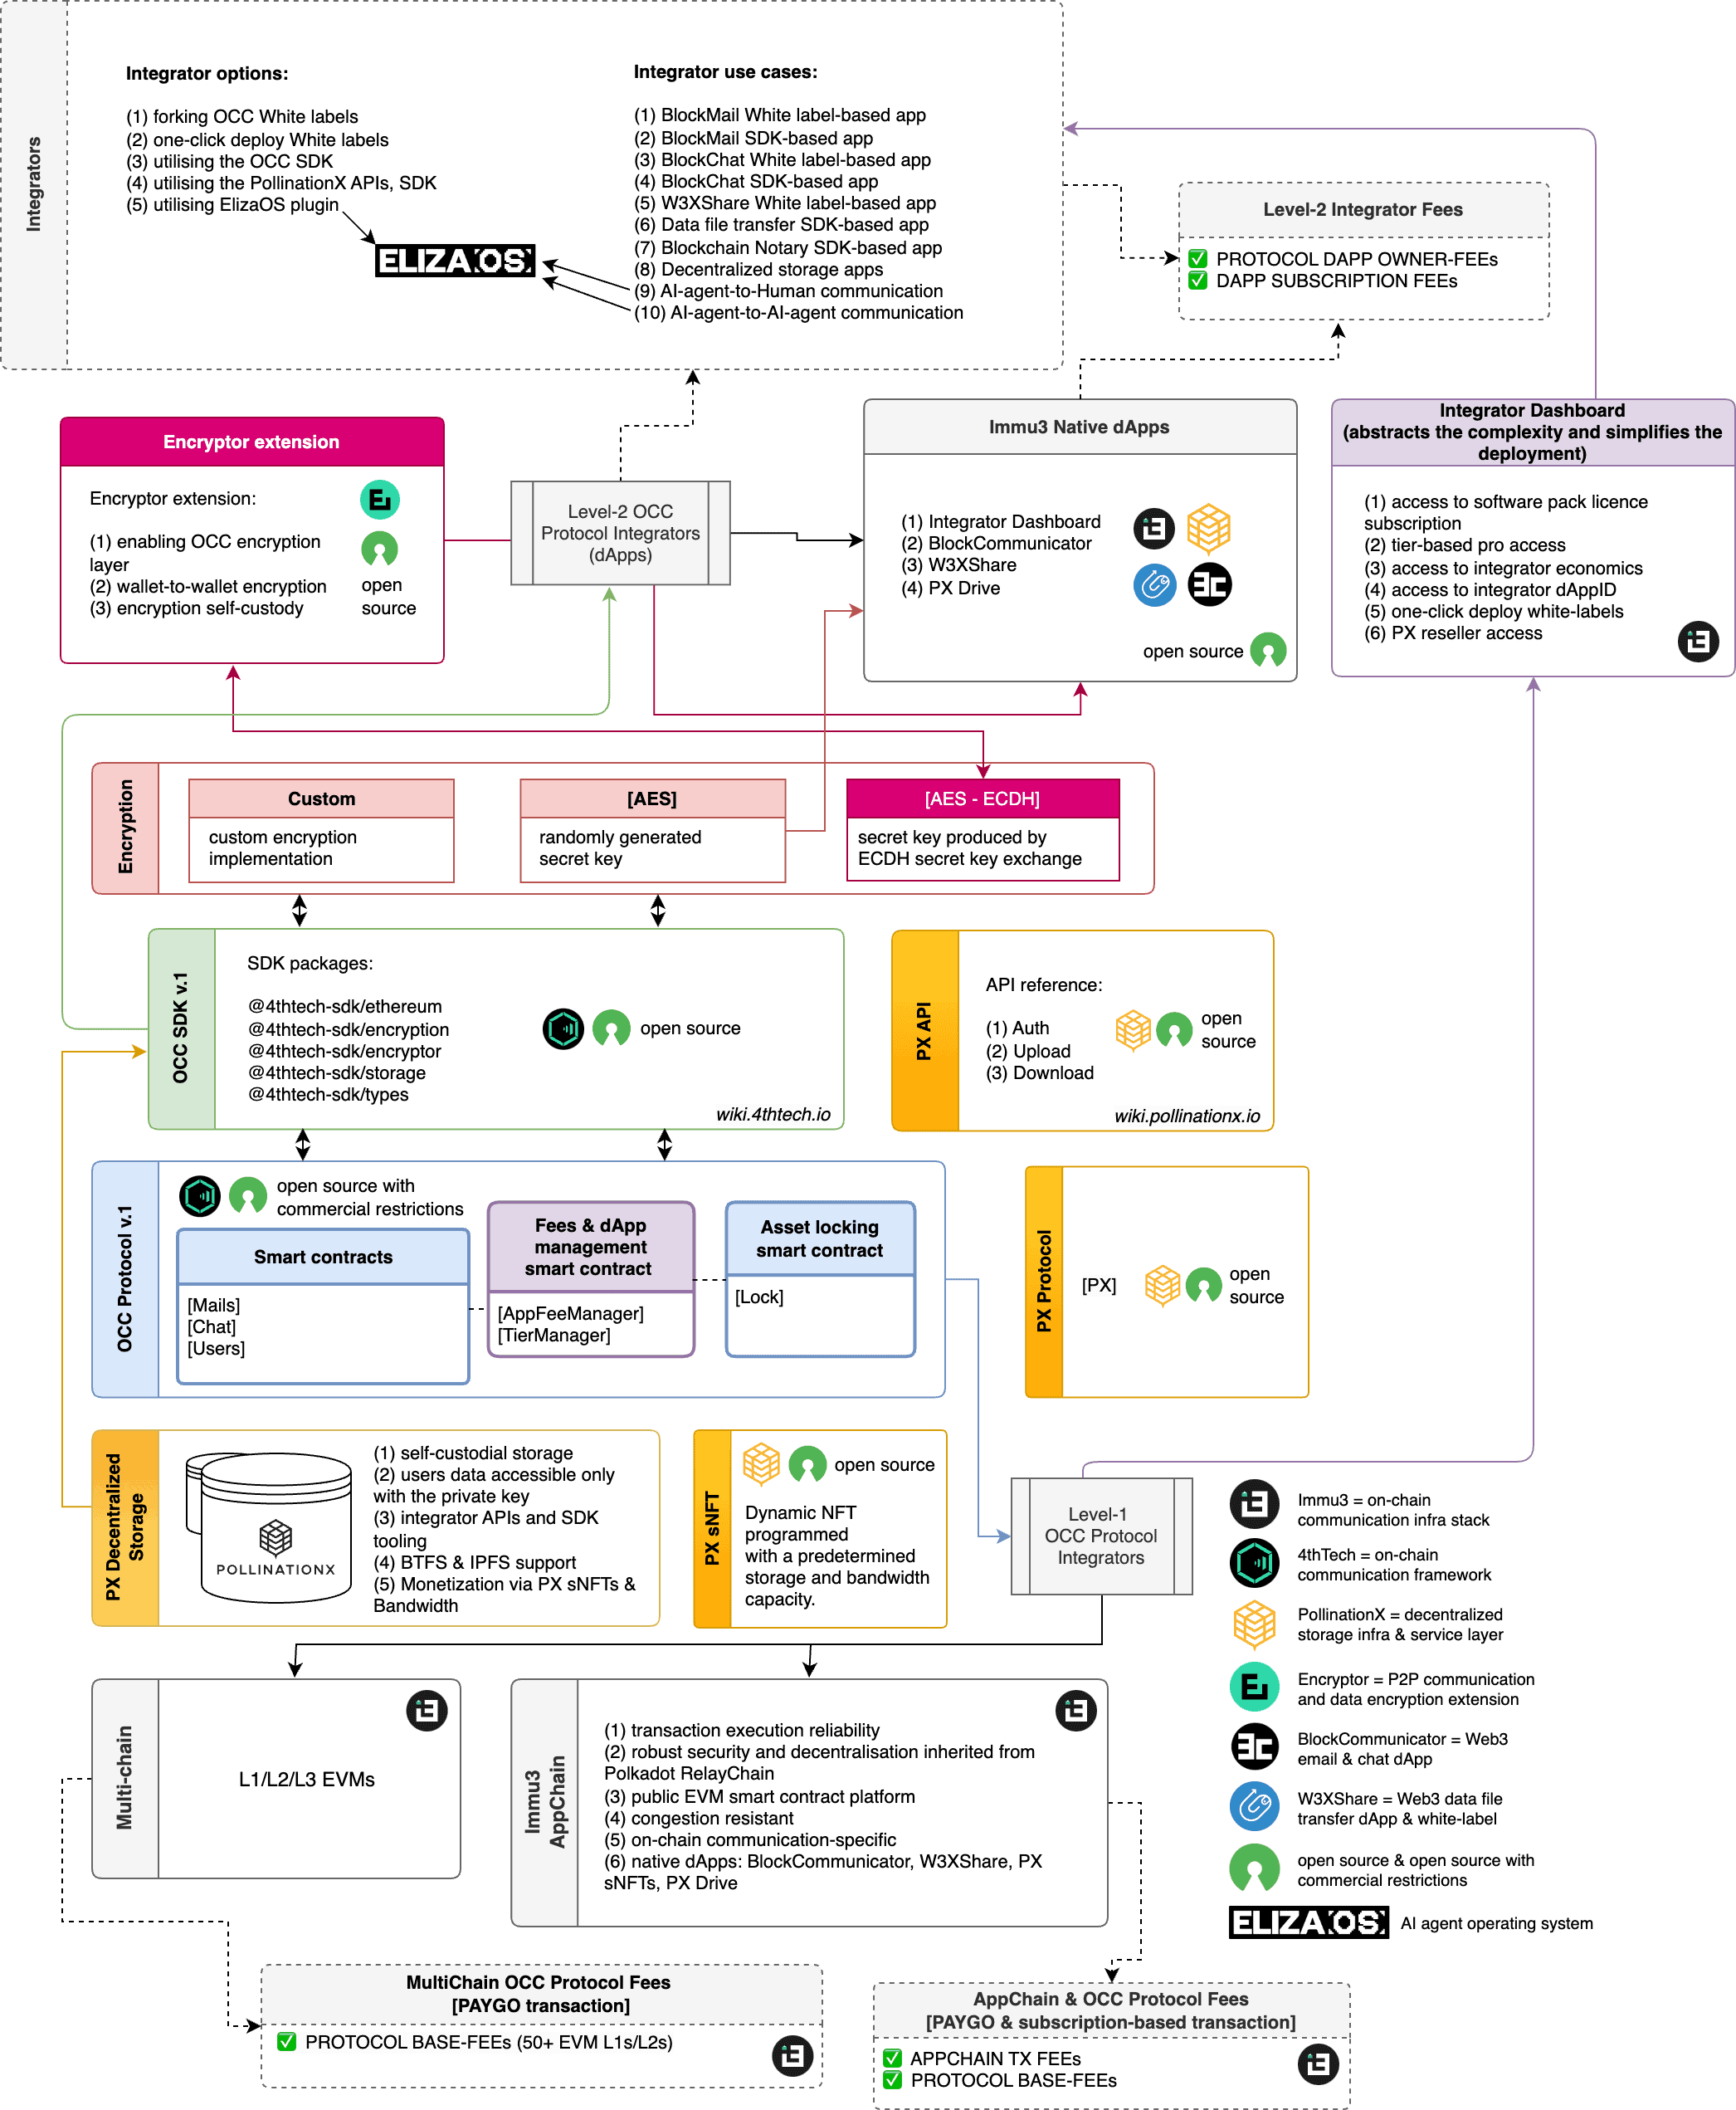 Integrators
Integrator options:
(1) forking OCC White labels
(2) one-click deploy White labels
(3) utilising the OCC SDK
(4) utilising the PollinationX APIs, SDK
(5) utilising ElizaOS plugin
ELIZA OS
Integrator use cases:
(1) BlockMail White label-based app
(2) BlockMail SDK-based app
(3) BlockChat White label-based app
(4) BlockChat SDK-based app
(5) W3XShare White label-based app
(6) Data file transfer SDK-based app
(7) Blockchain Notary SDK-based app
(8) Decentralized storage apps
(9) AI-agent-to-Human communication
(10) AI-agent-to-AI-agent communication
Level-2 Integrator Fees
✅ PROTOCOL DAPP OWNER-FEEs
✅ DAPP SUBSCRIPTION FEEs
Encryptor extension
Encryptor extension:
(1) enabling OCC encryption
layer
(2) wallet-to-wallet encryption
(3) encryption self-custody
open
source
Level-2 OCC
Protocol Integrators
(dApps)
Immu3 Native dApps
(1) Integrator Dashboard
(2) BlockCommunicator
(3) W3XShare
(4) PX Drive
open source
Integrator Dashboard
(abstracts the complexity and simplifies the
deployment)
(1) access to software pack licence
subscription
(2) tier-based pro access
(3) access to integrator economics
(4) access to integrator dAppID
(5) one-click deploy white-labels
(6) PX reseller access
Encryption
Custom
custom encryption
implementation
[AES]
randomly generated
secret key
[AES - ECDH]
secret key produced by
ECDH secret key exchange
OCC SDK v.1
SDK packages:
@4thtech-sdk/ethereum
@4thtech-sdk/encryption
@4thtech-sdk/encryptor
@4thtech-sdk/storage
@4thtech-sdk/types
open source
wiki.4thtech.io
PX API
API reference:
(1) Auth
(2) Upload
(3) Download
open
source
wiki.pollinationx.io
OCC Protocol v.1
open source with
commercial restrictions
Smart contracts
[Mails]
[Chat]
[Users]
Fees & dApp
management
smart contract
[AppFeeManager]
[TierManager]
Asset locking
smart contract
[Lock]
PX Protocol
[PX]
open
source
PX Decentralized
Storage
POLLINATIONX
(1) self-custodial storage
(2) users data accessible only
with the private key
(3) integrator APIs and SDK
tooling
(4) BTFS & IPFS support
(5) Monetization via PX sNFTs &
Bandwidth
PX sNFT
open source
Dynamic NFT
programmed
with a predetermined
storage and bandwidth
capacity.
Level-1
OCC Protocol
Integrators
Immu3 = on-chain
communication infra stack
4thTech = on-chain
communication framework
PollinationX = decentralized
storage infra & service layer
Encryptor = P2P communication
and data encryption extension
BlockCommunicator = Web3
email & chat dApp
W3XShare = Web3 data file
transfer dApp & white-label
open source & open source with
commercial restrictions
ELIZA OS AI agent operating system
Multi-chain
L1/L2/L3 EVMs
Immu3
AppChain
(1) transaction execution reliability
(2) robust security and decentralisation inherited from
Polkadot RelayChain
(3) public EVM smart contract platform
(4) congestion resistant
(5) on-chain communication-specific
(6) native dApps: BlockCommunicator, W3XShare, PX
sNFTs, PX Drive
MultiChain OCC Protocol Fees
[PAYGO transaction]
✅ PROTOCOL BASE-FEEs (50+ EVM L1s/L2s)
AppChain & OCC Protocol Fees
[PAYGO & subscription-based transaction]
✅ APPCHAIN TX FEEs
✅ PROTOCOL BASE-FEEs